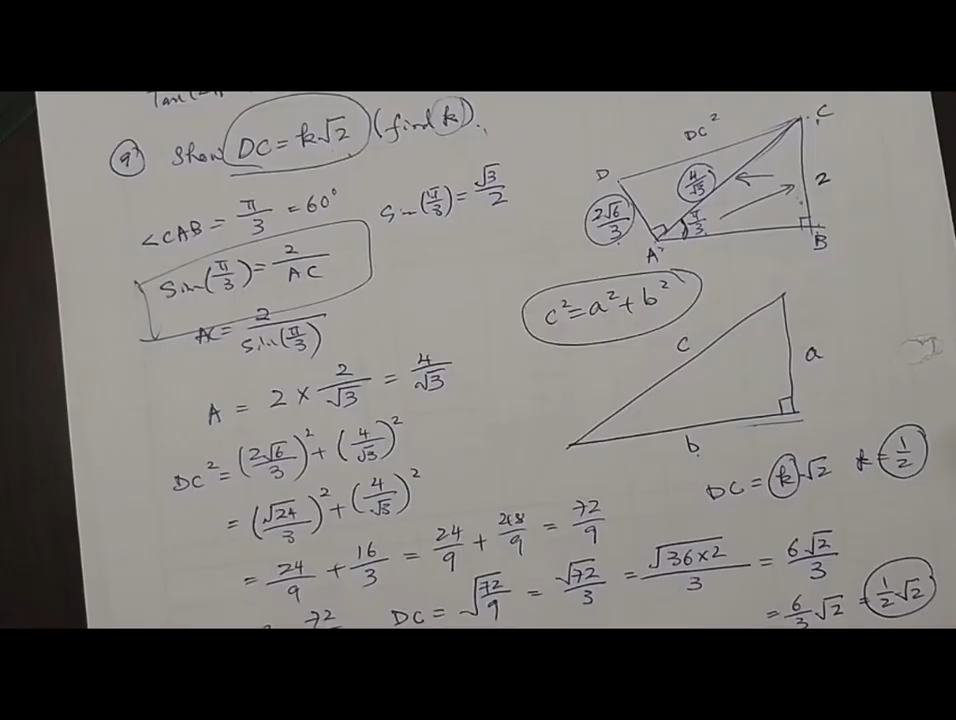 9) Show DC = k√2 (find k).
<CAB = π/3 = 60°
Sin(π/3) = √3/2
Sin(π/3) = 2/AC
AC = 2/sin(π/3)
A = 2 × 2/√3 = 4/√3
DC² = (2√6/3)² + (4/√3)²
= (√24/3)² + (4/√3)²
= 24/9 + 16/3 = 24/9 + 48/9 = 72/9
72
DC = √72/9 = √72/3 = √36×2/3 = 6√2/3
= 6/3 √2 = 1/2 √2
DC = k√2 k = 1/2
D
DC²
C
2√6/3
4/√3
π/3
2
A
B
c² = a² + b²
c
a
b